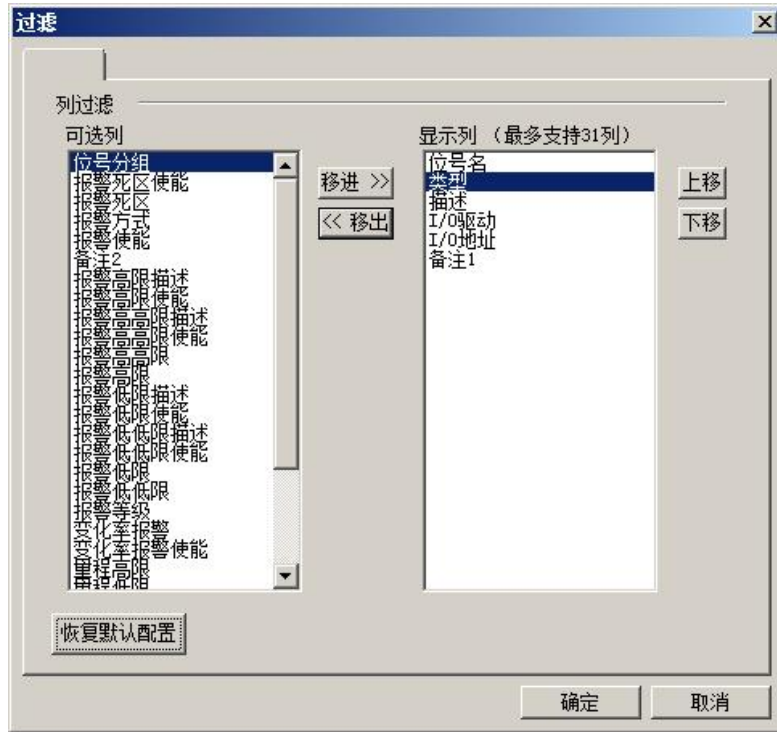 过滤
列过滤
可选列
位号分组
报警死区使能
报警死区
报警方式
报警使能
备注2
报警高限描述
报警高限使能
报警高高限描述
报警高高限使能
报警高高限
报警高限
报警低限描述
报警低限使能
报警低低限描述
报警低低限使能
报警低限
报警低低限
报警等级
变化率报警
变化率报警使能
量程高限
量程低限
移进 >>
<< 移出
显示列 （最多支持31列）
位号名
类型
描述
I/O驱动
I/O地址
备注1
上移
下移
恢复默认配置
确定
取消